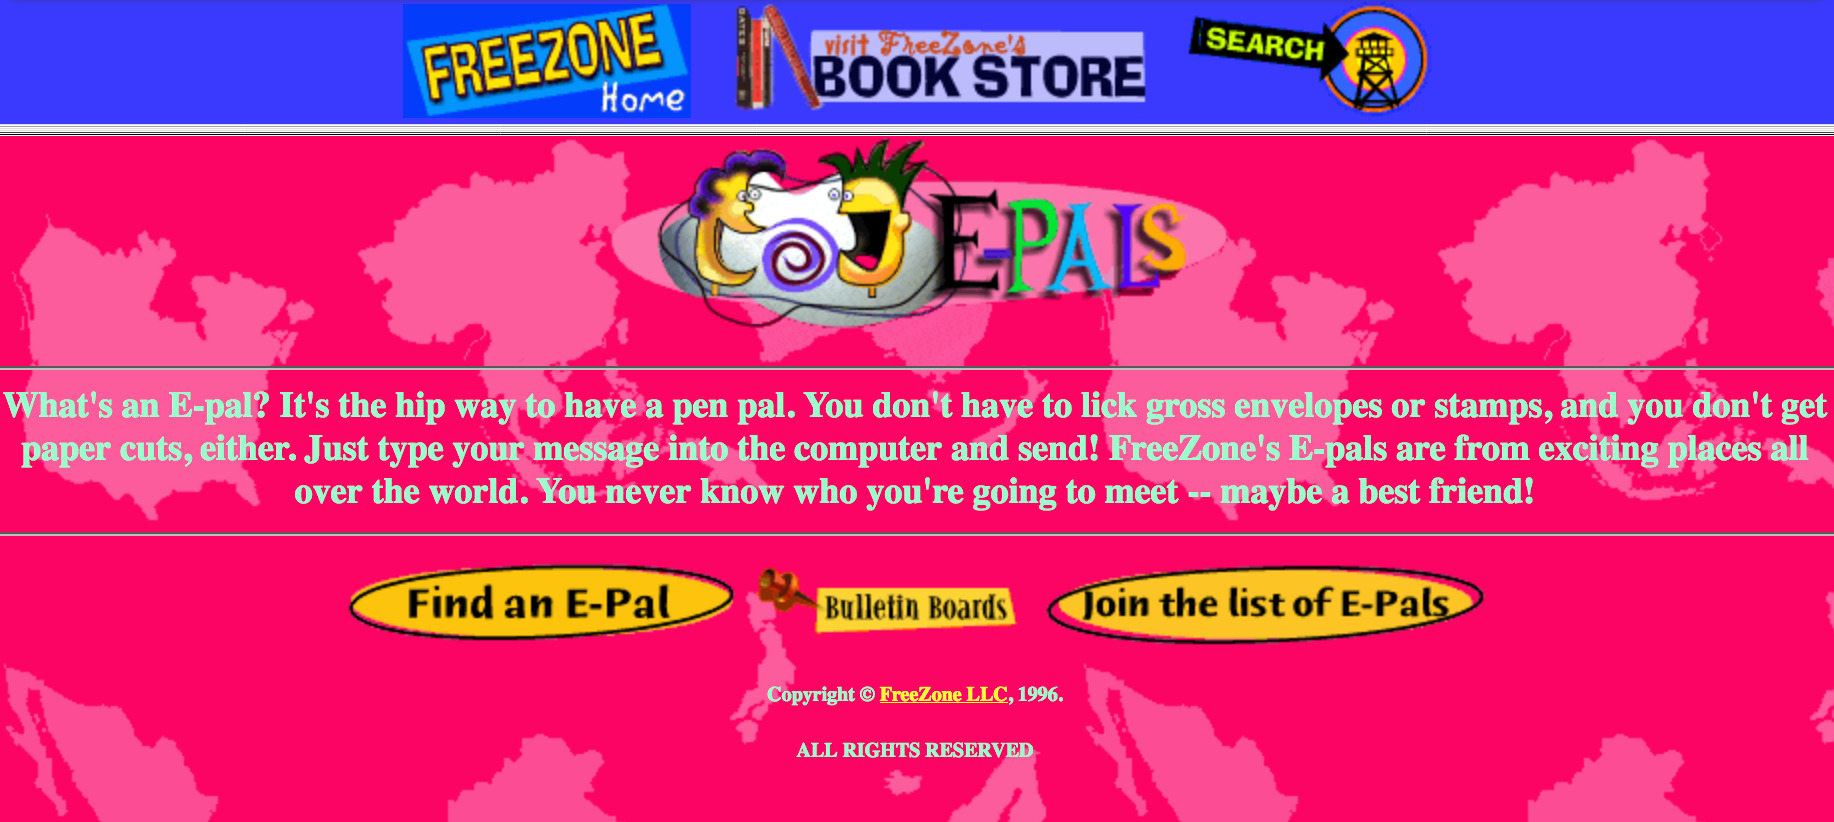 FREEZONE
Home
visit FreeZone's
BOOK STORE
SEARCH
E-PALS
What's an E-pal? It's the hip way to have a pen pal. You don't have to lick gross envelopes or stamps, and you don't get
paper cuts, either. Just type your message into the computer and send! FreeZone's E-pals are from exciting places all
over the world. You never know who you're going to meet -- maybe a best friend!
Find an E-Pal
Bulletin Boards
Join the list of E-Pals
Copyright © FreeZone LLC, 1996.
ALL RIGHTS RESERVED